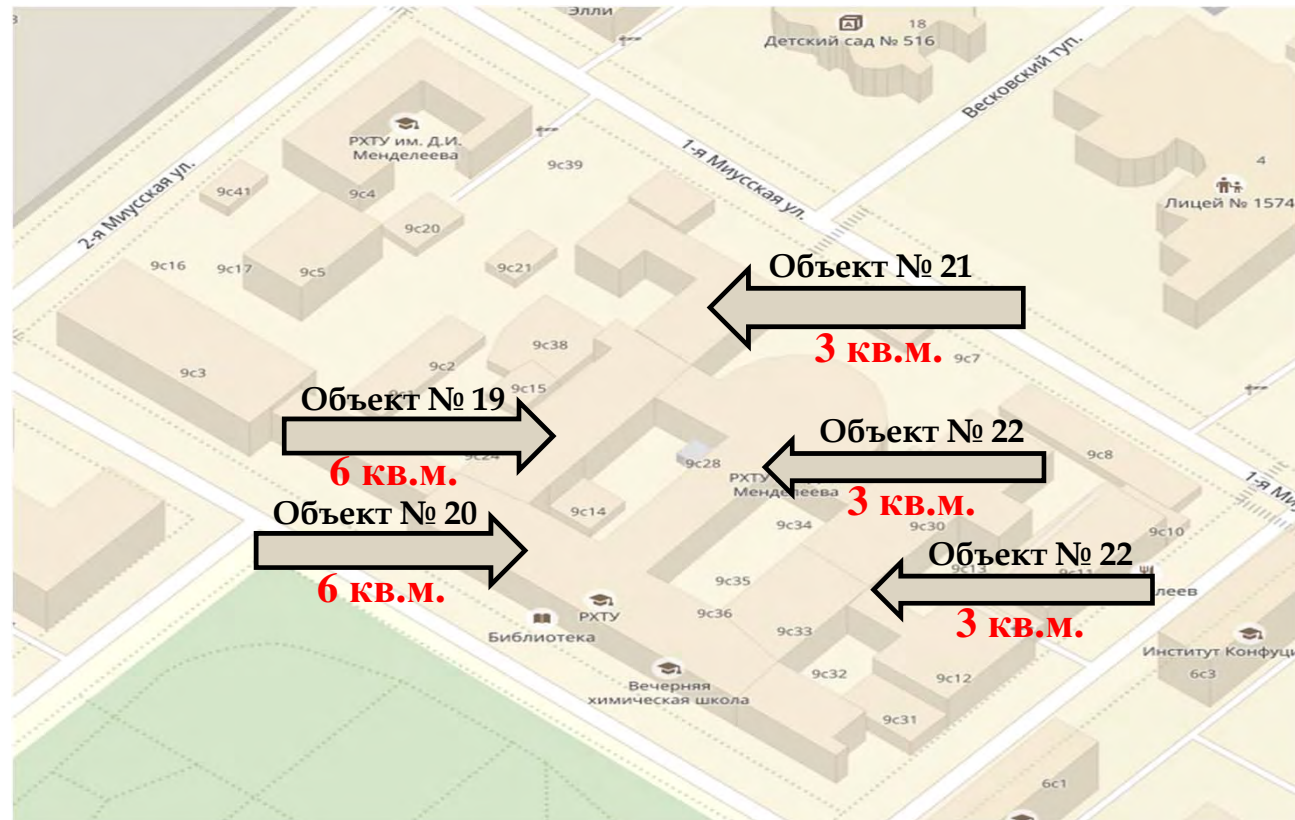 Элли
18
Детский сад № 516
Весковский туп.
РХТУ им. Д.И.
Менделеева
9с39
1-я Миусская ул.
4
Лицей № 1574
2-я Миусская ул.
9с41
9с4
9с20
9с16
9с17
9с5
9с21
Объект № 21
3 кв.м.
9с7
9с38
9с2
9с3
9с15
Объект № 19
6 кв.м.
9с24
Объект № 22
3 кв.м.
9с28
РХТУ
Менделеева
9с8
1-я Ми
Объект № 20
6 кв.м.
9с14
9с34
9с30
9с10
Объект № 22
3 кв.м.
9с13
9с11
леев
9с35
9с36
9с33
РХТУ
Библиотека
Институт Конфуци
6с3
Вечерняя
химическая школа
9с32
9с12
9с31
6с1